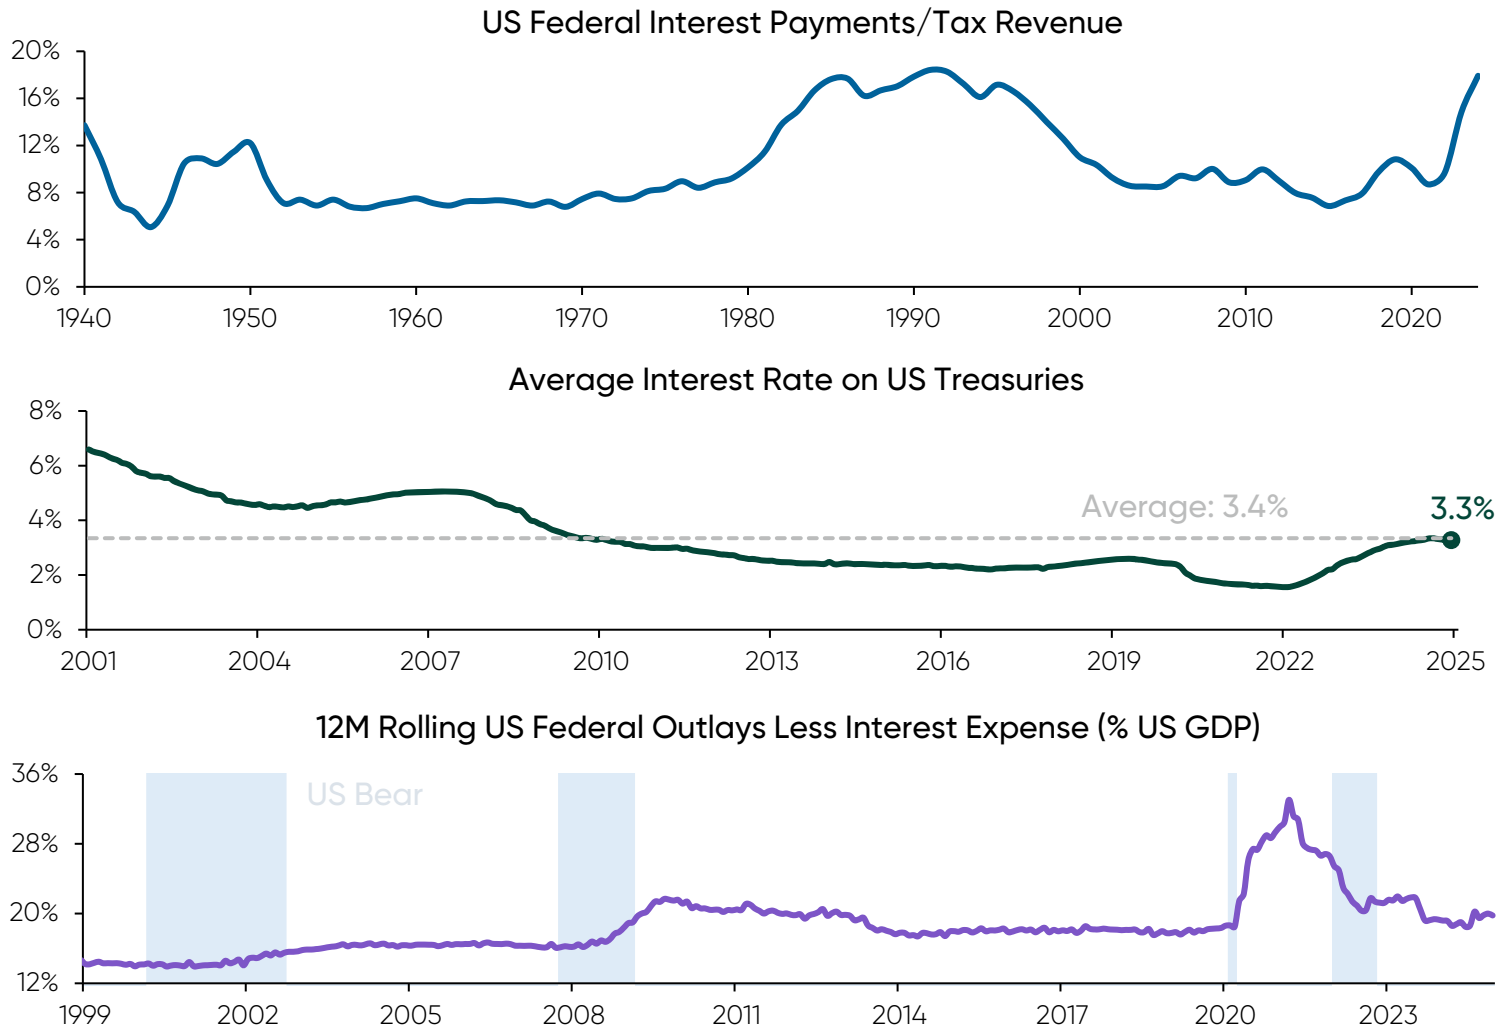 US Federal Interest Payments/Tax Revenue
20%
16%
12%
8%
4%
0%
1940 1950 1960 1970 1980 1990 2000 2010 2020
Average Interest Rate on US Treasuries
8%
6%
4%
2%
0%
Average: 3.4%
3.3%
2001 2004 2007 2010 2013 2016 2019 2022 2025
12M Rolling US Federal Outlays Less Interest Expense (% US GDP)
36%
28%
20%
12%
US Bear
1999 2002 2005 2008 2011 2014 2017 2020 2023